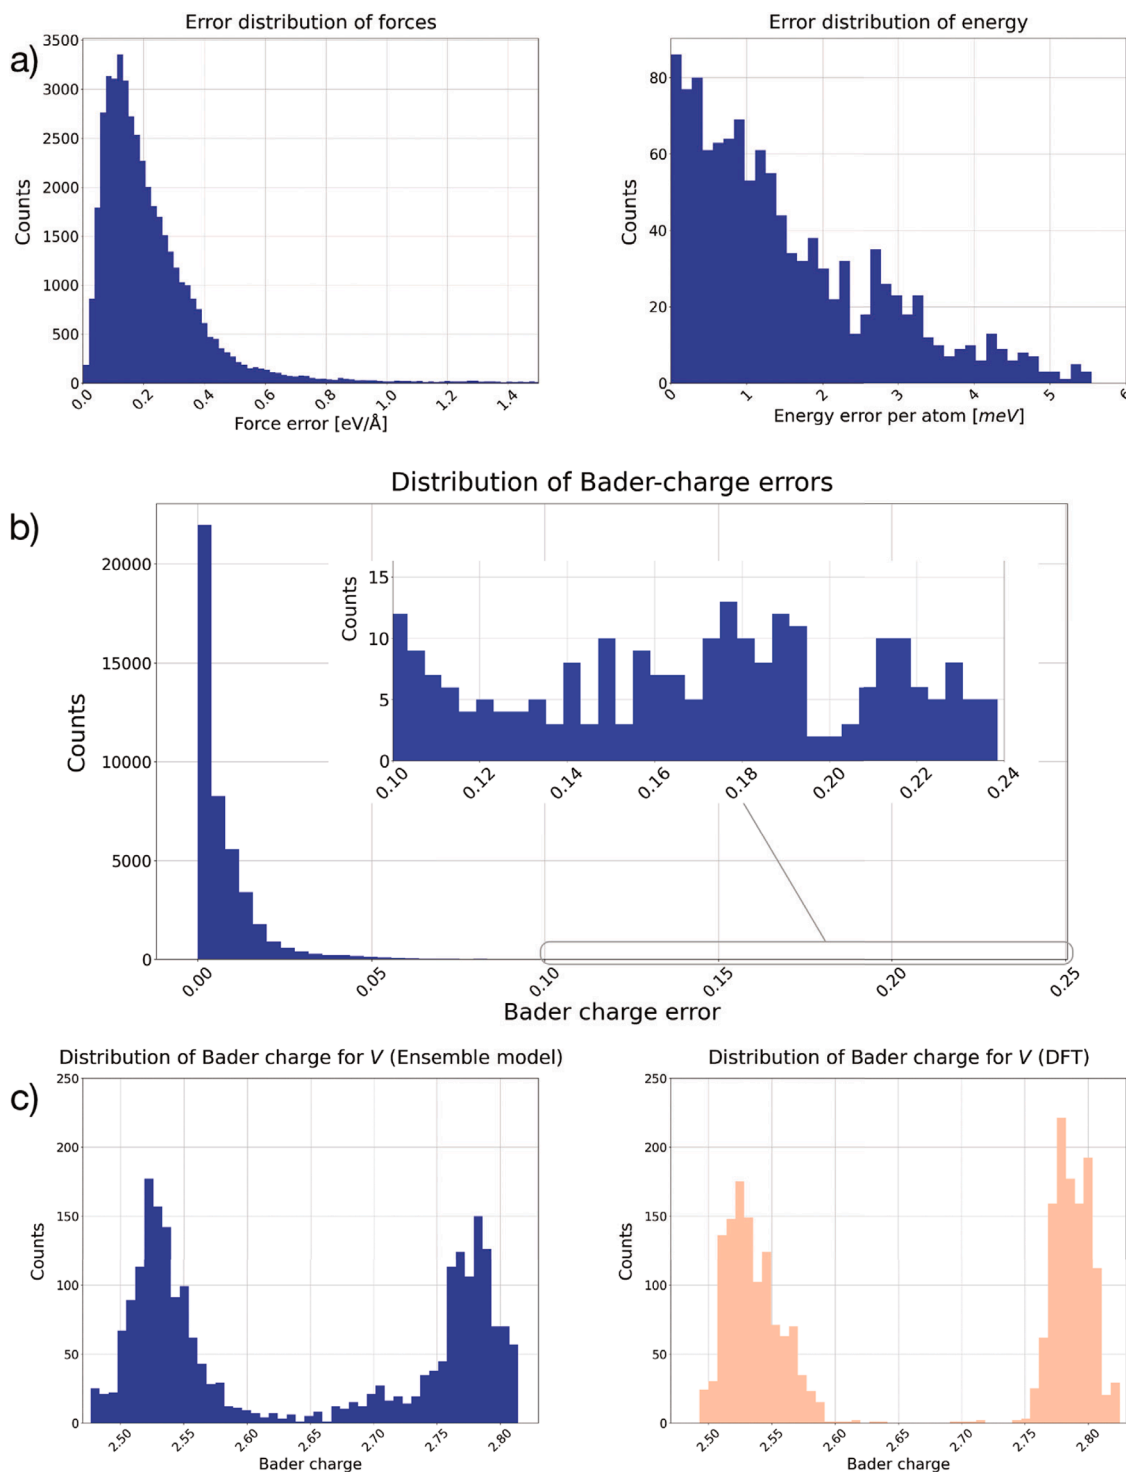 a)
Error distribution of forces
3500
3000
2500
2000
1500
1000
500
0
Counts
0.0 0.2 0.4 0.6 0.8 1.0 1.2 1.4
Force error [eV/Å]
Error distribution of energy
80
60
40
20
0
Counts
0 1 2 3 4 5 6
Energy error per atom [meV]
b)
Distribution of Bader-charge errors
20000
15000
10000
5000
0
Counts
15
10
5
0
Counts
0.10 0.12 0.14 0.16 0.18 0.20 0.22 0.24
0.00 0.05 0.10 0.15 0.20 0.25
Bader charge error
c)
Distribution of Bader charge for V (Ensemble model)
250
200
150
100
50
0
Counts
2.50 2.55 2.60 2.65 2.70 2.75 2.80
Bader charge
Distribution of Bader charge for V (DFT)
250
200
150
100
50
0
Counts
2.50 2.55 2.60 2.65 2.70 2.75 2.80
Bader charge